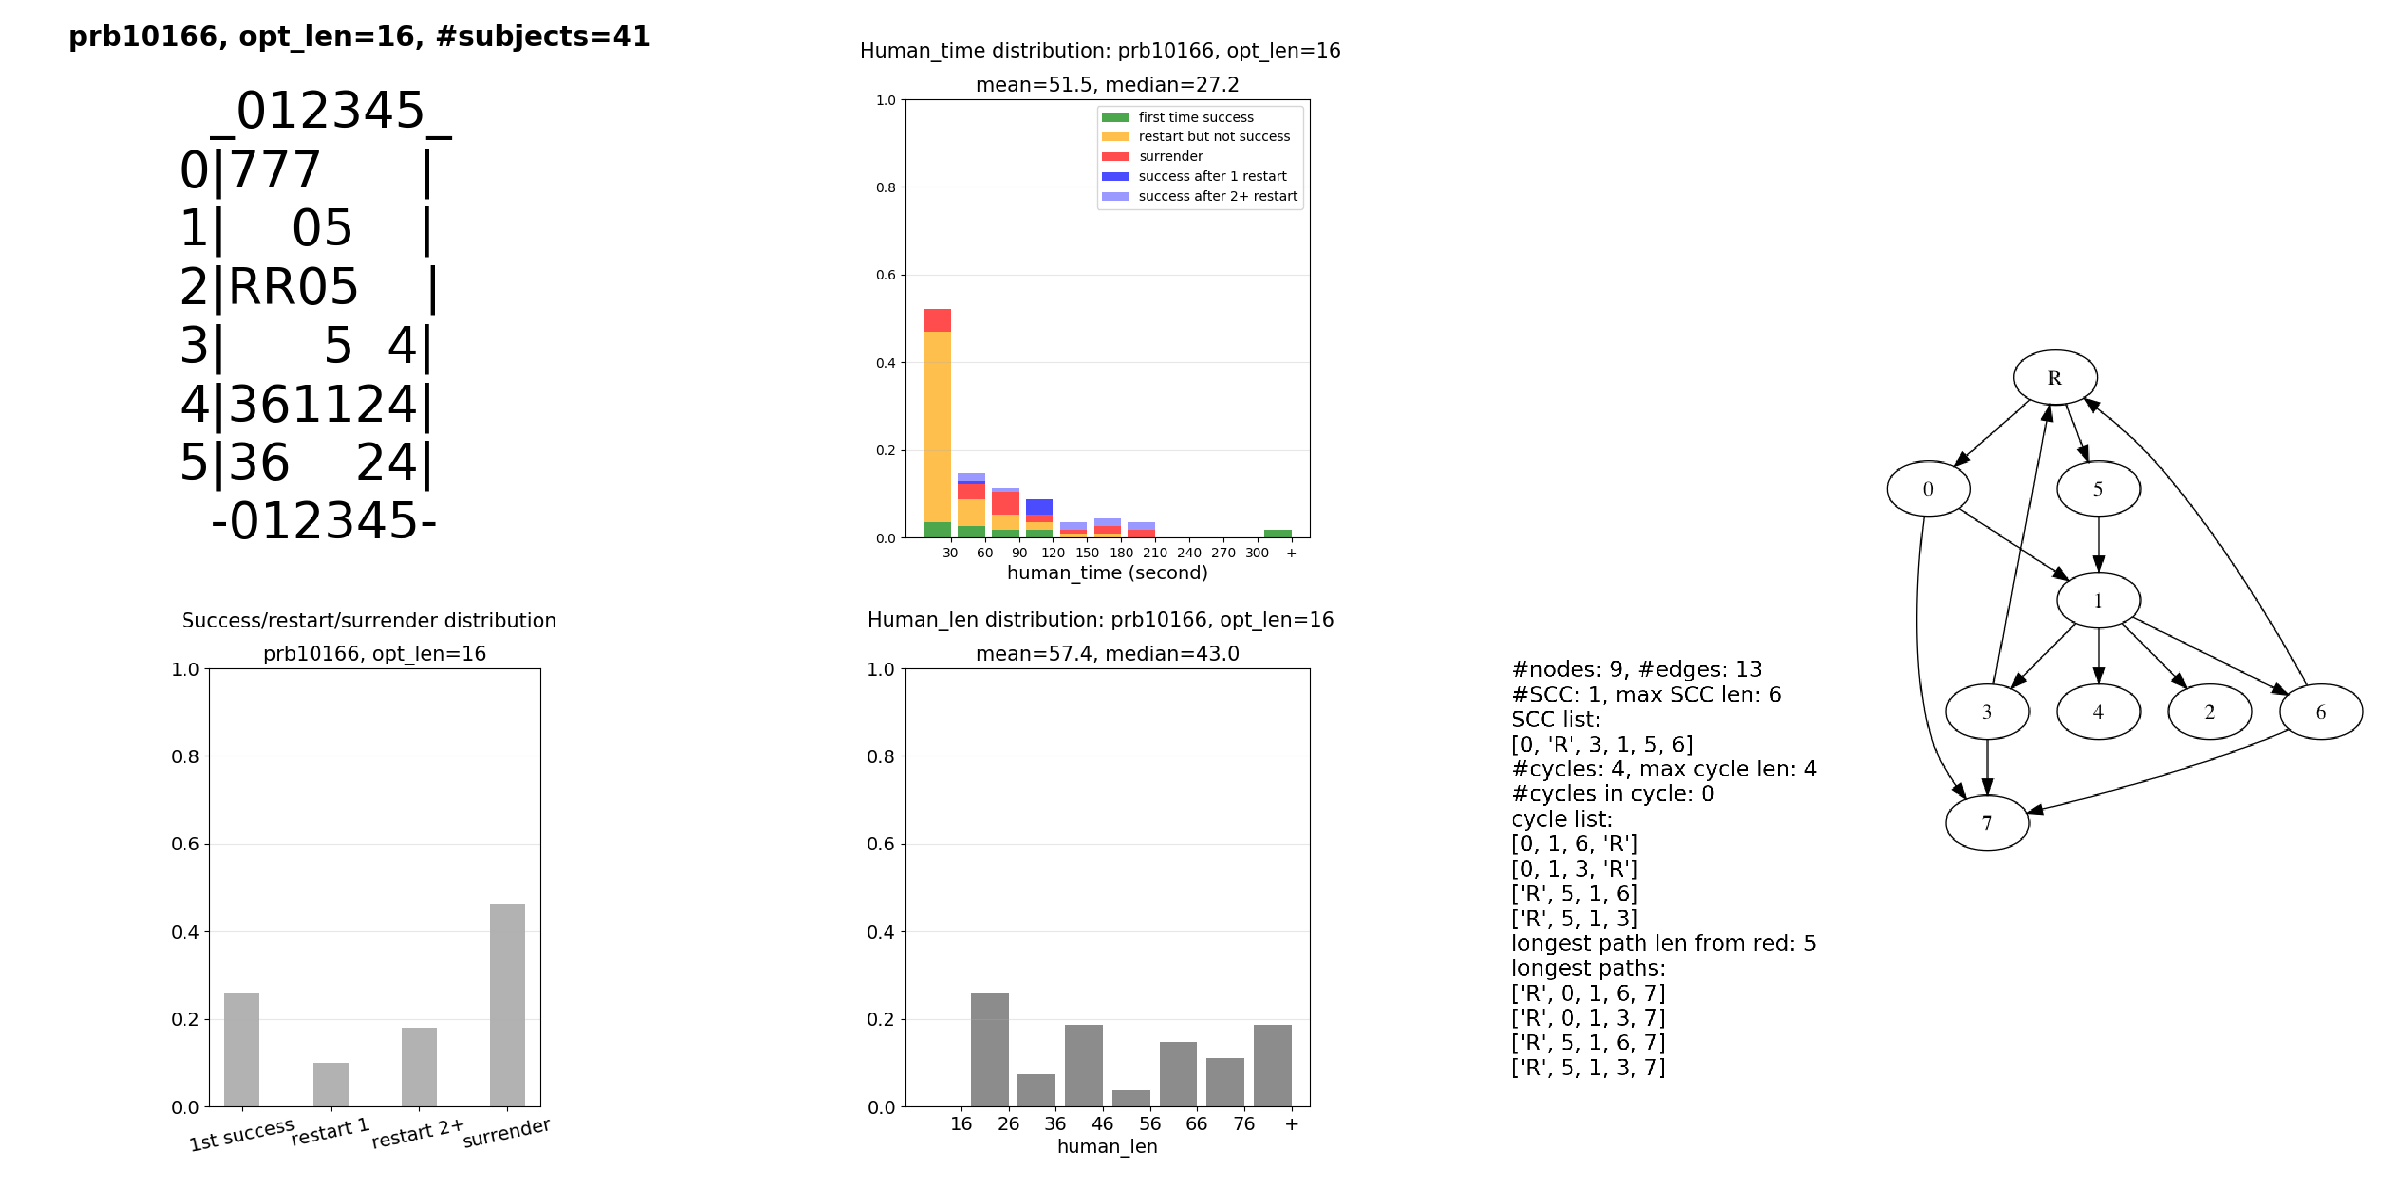 prb10166, opt_len=16, #subjects=41
_012345_
0|777      |
1|    05    |
2|RR05    |
3|      5  4|
4|361124|
5|36    24|
-012345-
Human_time distribution: prb10166, opt_len=16
mean=51.5, median=27.2
1.0
0.8
0.6
0.4
0.2
0.0
first time success
restart but not success
surrender
success after 1 restart
success after 2+ restart
30 60 90 120 150 180 210 240 270 300 +
human_time (second)
Success/restart/surrender distribution
prb10166, opt_len=16
1.0
0.8
0.6
0.4
0.2
0.0
1st success restart 1 restart 2+ surrender
Human_len distribution: prb10166, opt_len=16
mean=57.4, median=43.0
1.0
0.8
0.6
0.4
0.2
0.0
16 26 36 46 56 66 76 +
human_len
#nodes: 9, #edges: 13
#SCC: 1, max SCC len: 6
SCC list:
[0, 'R', 3, 1, 5, 6]
#cycles: 4, max cycle len: 4
#cycles in cycle: 0
cycle list:
[0, 1, 6, 'R']
[0, 1, 3, 'R']
['R', 5, 1, 6]
['R', 5, 1, 3]
longest path len from red: 5
longest paths:
['R', 0, 1, 6, 7]
['R', 0, 1, 3, 7]
['R', 5, 1, 6, 7]
['R', 5, 1, 3, 7]
R
0 5
1
3 4 2 6
7